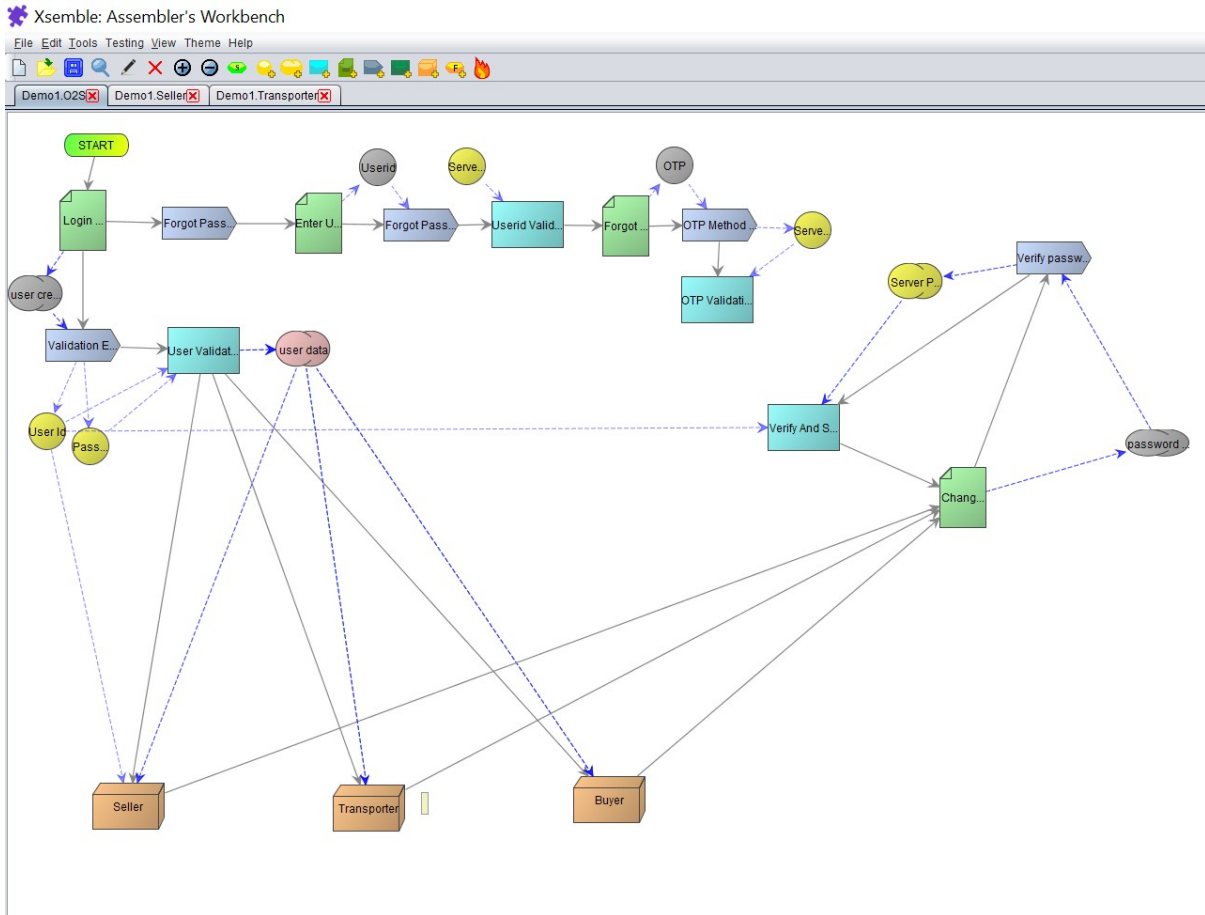 Xsemble: Assembler's Workbench
File Edit Tools Testing View Theme Help
S F
Demo1.O2S Demo1.Seller Demo1.Transporter
START
Login ...
Forgot Pass...
Enter U...
Userid
Forgot Pass...
Serve...
Userid Valid...
Forgot ...
OTP
OTP Method ...
Serve...
OTP Validati...
Verify passw...
Server P...
user cre...
Validation E...
User Validat...
user data
User Id
Pass...
Verify And S...
password ...
Chang...
Seller
Transporter
Buyer